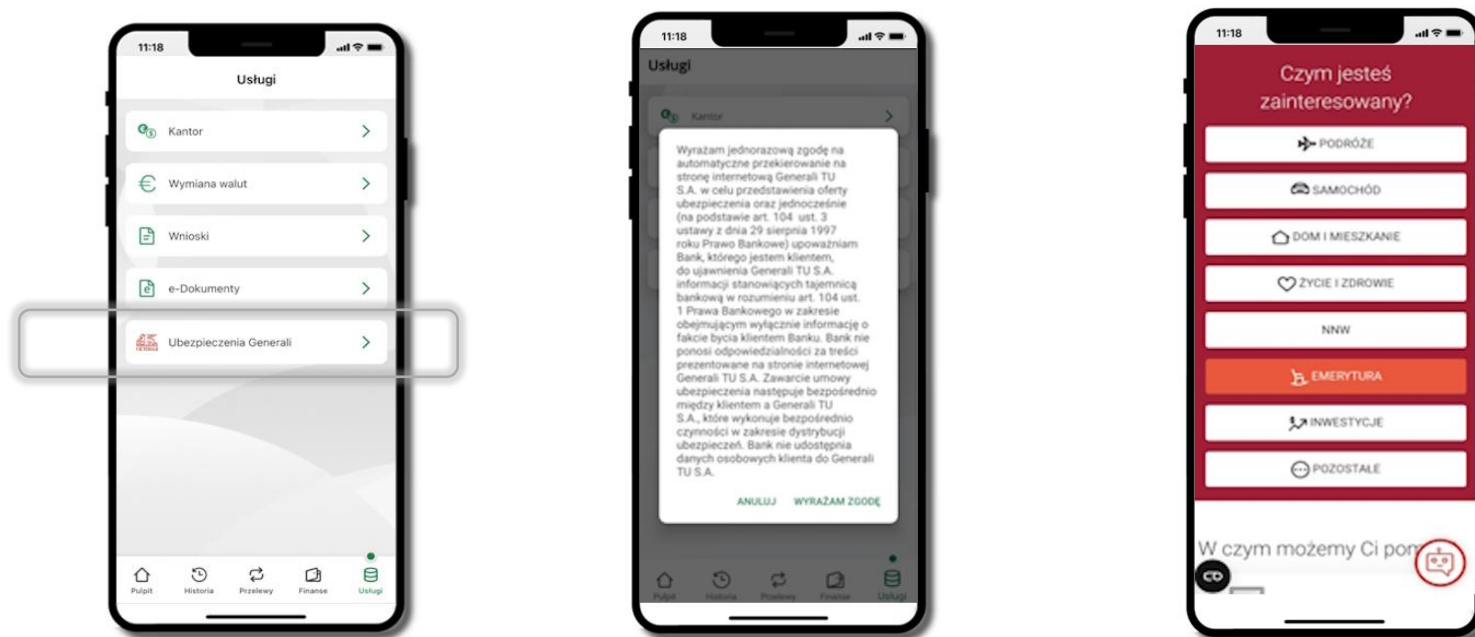 11:18
Usługi
Kantor
Wymiana walut
Wnioski
e-Dokumenty
Ubezpieczenia Generali
Pulpit
Historia
Przelewy
Finanse
Usługi
11:18
Usługi
Kantor
Wyrażam jednorazową zgodę na
automatyczne przekierowanie na
stronę internetową Generali TU
S.A. w celu przedstawienia oferty
ubezpieczenia oraz jednocześnie
(na podstawie art. 104 ust. 3
ustawy z dnia 29 sierpnia 1997
roku Prawo Bankowe) upoważniam
Bank, którego jestem klientem,
do ujawnienia Generali TU S.A.
informacji stanowiących tajemnicą
bankową w rozumieniu art. 104 ust.
1 Prawa Bankowego w zakresie
obejmującym wyłącznie informację o
fakcie bycia klientem Banku. Bank nie
ponosi odpowiedzialności za treści
prezentowane na stronie internetowej
Generali TU S.A. Zawarcie umowy
ubezpieczenia następuje bezpośrednio
między klientem a Generali TU
S.A., które wykonuje bezpośrednio
czynności w zakresie dystrybucji
ubezpieczeń. Bank nie udostępnia
danych osobowych klienta do Generali
TU S.A.
ANULUJ WYRAŻAM ZGODĘ
Pulpit
Historia
Przelewy
Finanse
Usługi
11:18
Czym jesteś
zainteresowany?
PODRÓŻE
SAMOCHÓD
DOM I MIESZKANIE
ŻYCIE I ZDROWIE
NNW
EMERYTURA
INWESTYCJE
POZOSTAŁE
W czym możemy Ci pom